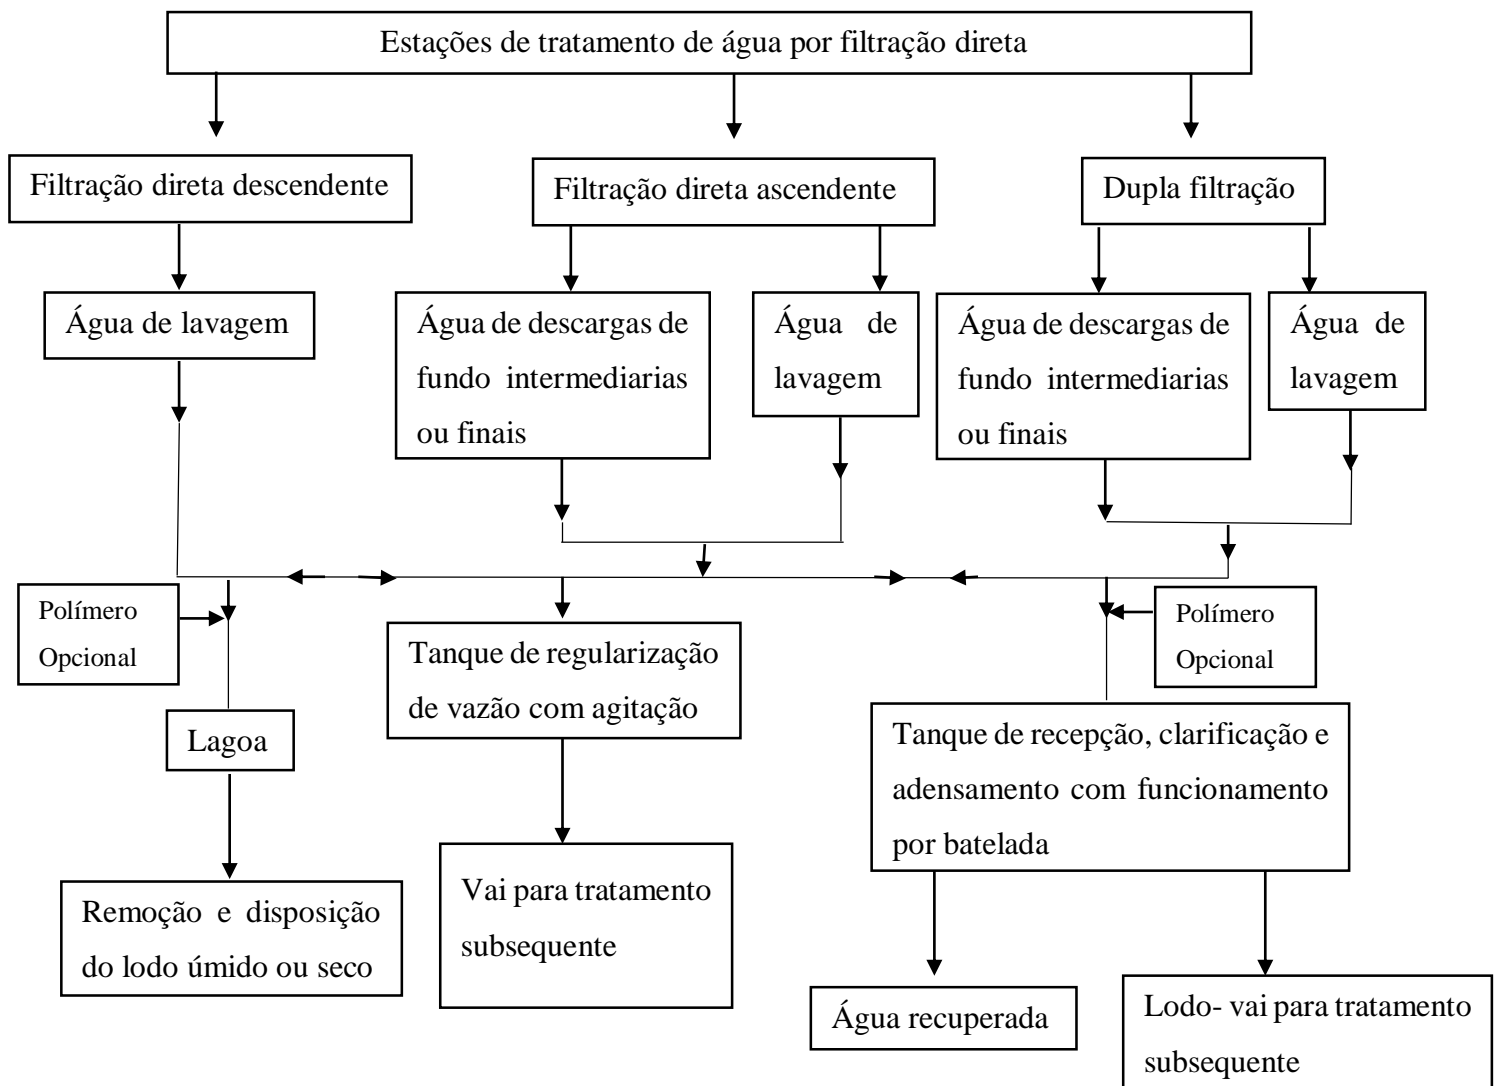 Estações de tratamento de água por filtração direta
Filtração direta descendente
Filtração direta ascendente
Dupla filtração
Água de lavagem
Água de descargas de
fundo intermediarias
ou finais
Água de
lavagem
Água de descargas de
fundo intermediarias
ou finais
Água de
lavagem
Polímero
Opcional
Tanque de regularização
de vazão com agitação
Polímero
Opcional
Lagoa
Tanque de recepção, clarificação e
adensamento com funcionamento
por batelada
Remoção e disposição
do lodo úmido ou seco
Vai para tratamento
subsequente
Água recuperada
Lodo- vai para tratamento
subsequente